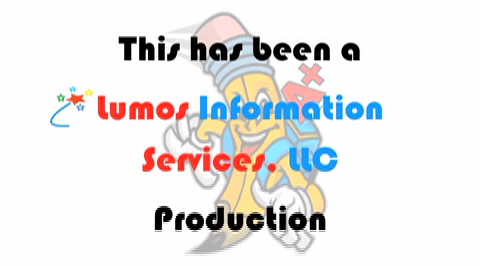 This has been a
Lumos Information
Services, LLC
Production
A+